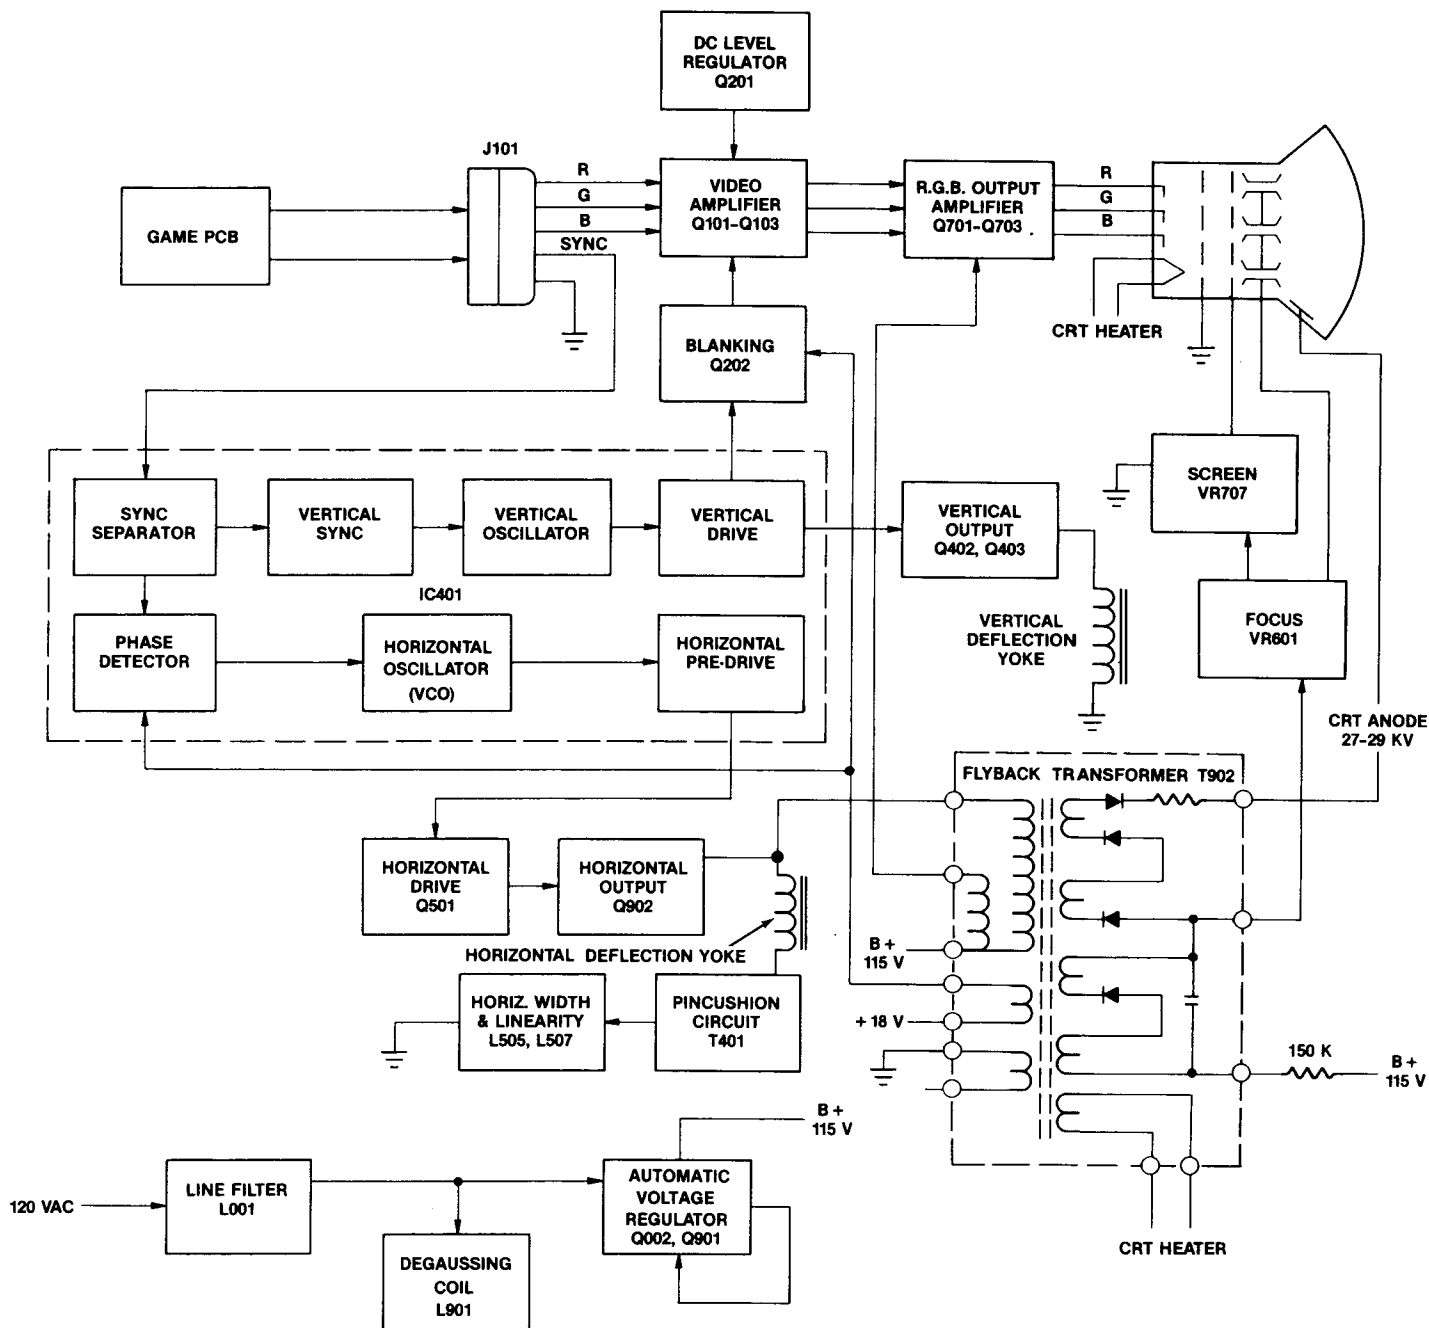 DC LEVEL
REGULATOR
Q201
J101
GAME PCB
R
G
B
SYNC
VIDEO
AMPLIFIER
Q101–Q103
R.G.B. OUTPUT
AMPLIFIER
Q701–Q703
R
G
B
CRT HEATER
BLANKING
Q202
SYNC
SEPARATOR
VERTICAL
SYNC
VERTICAL
OSCILLATOR
VERTICAL
DRIVE
VERTICAL
OUTPUT
Q402, Q403
SCREEN
VR707
IC401
PHASE
DETECTOR
HORIZONTAL
OSCILLATOR
(VCO)
HORIZONTAL
PRE-DRIVE
VERTICAL
DEFLECTION
YOKE
FOCUS
VR601
CRT ANODE
27–29 KV
FLYBACK TRANSFORMER T902
HORIZONTAL
DRIVE
Q501
HORIZONTAL
OUTPUT
Q902
HORIZONTAL DEFLECTION YOKE
B +
115 V
HORIZ. WIDTH
& LINEARITY
L505, L507
PINCUSHION
CIRCUIT
T401
+ 18 V
150 K
B +
115 V
B +
115 V
120 VAC
LINE FILTER
L001
AUTOMATIC
VOLTAGE
REGULATOR
Q002, Q901
DEGAUSSING
COIL
L901
CRT HEATER